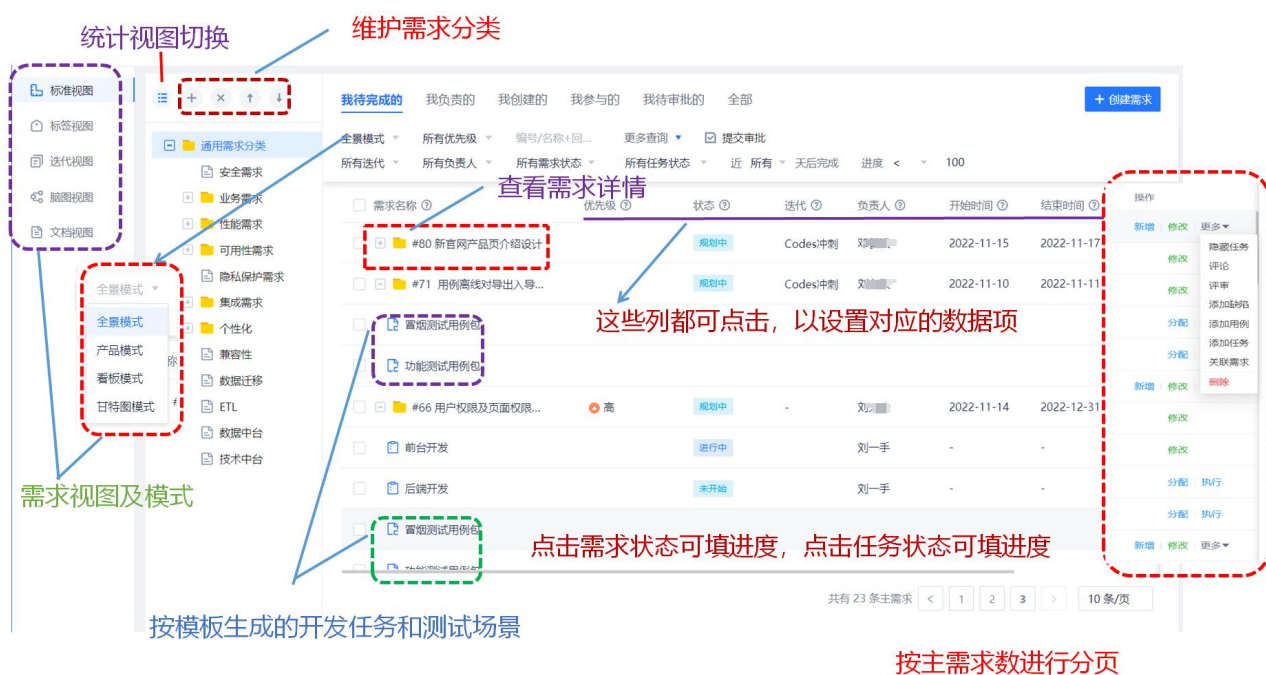 维护需求分类
统计视图切换
标准视图
标签视图
迭代视图
脑图视图
文档视图
全景模式
全景模式
产品模式
看板模式
甘特图模式
称
#
需求视图及模式
通用需求分类
安全需求
业务需求
性能需求
可用性需求
隐私保护需求
集成需求
个性化
兼容性
数据迁移
ETL
数据中台
技术中台
我待完成的 我负责的 我创建的 我参与的 我待审批的 全部
+ 创建需求
全景模式 所有优先级 编号/名称+回... 更多查询 提交审批
所有迭代 所有负责人 所有需求状态 所有任务状态 近 所有 天后完成 进度 < 100
查看需求详情
需求名称 优先级 状态 迭代 负责人 开始时间 结束时间 操作
#80 新官网产品页介绍设计 规划中 Codes冲刺 2022-11-15 2022-11-17
#71 用例离线对导出入导... 规划中 Codes冲刺 2022-11-10 2022-11-11
这些列都可点击，以设置对应的数据项
冒烟测试用例包
功能测试用例包
#66 用户权限及页面权限... 高 规划中 - 刘 2022-11-14 2022-12-31
前台开发 进行中 刘一手 - -
后端开发 未开始 刘一手 - -
冒烟测试用例包
点击需求状态可填进度，点击任务状态可填进度
功能测试用例包
新增 修改 更多
修改
修改
分配
分配
新增 修改
修改
修改
分配 执行
分配 执行
新增 修改 更多
隐藏任务
评论
评审
添加缺陷
添加用例
添加任务
关联需求
删除
共有 23 条主需求 < 1 2 3 > 10 条/页
按模板生成的开发任务和测试场景
按主需求数进行分页